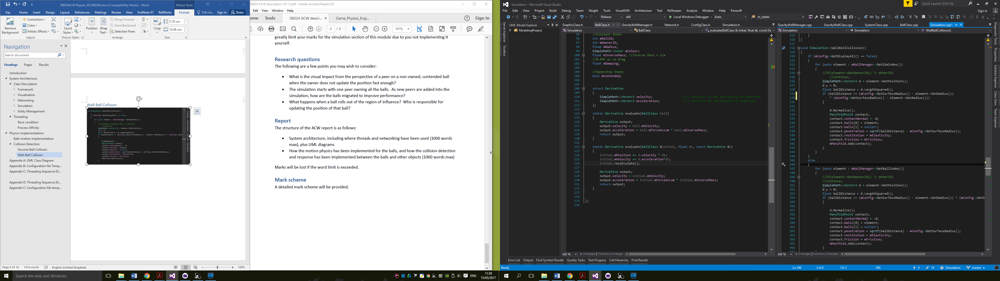 08024ACW Report_201308286.docx [Compatibility Mode] - Word
Picture Tools
File
Home
Insert
Design
Layout
References
Mailings
Review
View
EndNote X7
RefWorks
Format
Tell me...
Sign in
Share
Remove Background
Corrections
Color
Artistic Effects
Adjust
Quick Styles
Picture Styles
Position
Wrap Text
Bring Forward
Send Backward
Selection Pane
Arrange
Crop
5.78 cm
10.48 cm
Size
Navigation
Search document
Headings
Pages
Results
Introduction
System Architecture
Class Description
Framework
Visualisation
Networking
Simulation
Entity Management
Threading
Race condition
Process Affinity
Physics implementations
Balls motion implementation
Collision Detection
Ground-Ball Collision
Wall-Ball Collision
Appendix A: UML Class Diagram
Appendix B: Configuration file Temp...
Appendix C: Threading Sequence Di...
Appendix D: Threading Sequence Di...
Appendix C: Configuration file temp...
Wall-Ball Collision
Page 8 of 16
1419 words
English (United Kingdom)
100%
08024 ACW description 16-17.pdf - Adobe Acrobat Reader DC
Edit View Window Help
ome
Tools
08024 ACW descri...
Game_Physics_Engi...
Sign In
8 / 8
101%
greatly limit your marks for the simulation section of this module due to you not implementing it
yourself.
Research questions
The following are a few points you may wish to consider:
• What is the visual impact from the perspective of a peer on a non-owned, contended ball
when the owner does not update the position fast enough?
• The simulation starts with one peer owning all the balls. As new peers are added into the
simulation, how are the balls migrated to improve performance?
• What happens when a ball rolls out of the region of influence? Who is responsible for
updating the position of that ball?
Report
The structure of the ACW report is as follows:
• System architecture, including where threads and networking have been used (1000 words
max), plus UML diagrams
• How the motion physics has been implemented for the balls, and how the collision detection
and response has been implemented between the balls and other objects (1000 words max)
Marks will be lost if the word limit is exceeded.
Mark scheme
A detailed mark scheme will be provided.
Simulation - Microsoft Visual Studio
Quick Launch (Ctrl+Q)
File Edit View Project Build Debug Team Nsight Tools VisualSVN Architecture Test ReSharper Analyze Window Help Parasoft
Sign in
Release
x64
Local Windows Debugger
Auto
m_states
Server Explorer
Toolbox
UML Model Explorer
ModelingProject
GraphicClass.h
BallClass.h
GravityWellManager.h
Network.h
ConfigClass.h
Simulation.h
Simulation
BallClass
evaluate(BallClass & initial, float dt, const De
95 //Constant State
96 int mBallID;
97 int mOwenerID;
98 float mRadius;
99 SimpleMath::Color mColour;
100 float mInverseMass; //Inverse Mass = 1/m
101 //0.995 as no drag
102 float mDamping;
103
104 //Ownership State
105 bool mContended;
106
107
108 struct Derivative
109 {
110 SimpleMath::Vector3 velocity; ///< velocity is the derivative of position.
111 SimpleMath::Vector3 acceleration; ///< force in the derivative of momentum.
112 };
113
114 static Derivative evaluate(BallClass ball)
115 {
116 Derivative output;
117 output.velocity = ball.mVelocity;
118 output.acceleration = ball.mForceAccum * ball.mInverseMass;
119 return output;
120 }
121
122 static Derivative evaluate(BallClass &initial, float dt, const Derivative &d)
123 {
124 initial.mPosition += d.velocity * dt;
125 initial.mVelocity += d.acceleration*dt;
126 initial.recalculate();
127
128 Derivative output;
129 output.velocity = initial.mVelocity;
130 output.acceleration = initial.mForceAccum * initial.mInverseMass;
131 return output;
132 }
133
134
135 };
136
100 %
0 changes | 0 authors, 0 changes
GravityWellManager.cpp
GravityWellClass.cpp
SystemClass.cpp
BallClass.cpp
Simulation.cpp*
Simulation
Simulation
WallBallCollision()
315 }
316 }
317
318 void Simulation::WallBallCollision()
319 {
320 if (mConfig->GetDisplayAll() == false)
321 {
322 for (auto element : mBallManager->GetSimIndex())
323 {
324 //if(element->GetOwenerID() != mPeerID)
325 //continue;
326 SimpleMath::Vector3 d = element->GetPosition();
327 d.y = 0;
328 float ballDistance = d.LengthSquared();
329 if (ballDistance >= (mConfig->GetSurfaceRadius() - element->GetRadius())
330 * (mConfig->GetSurfaceRadius() - element->GetRadius()))
331 {
332
333 d.Normalize();
334 ManifoldPoint contact;
335 contact.contactNormal = -d;
336 contact.balls[0] = element;
337 contact.balls[1] = nullptr;
338 contact.penetration = sqrtf(ballDistance) - mConfig->GetSurfaceRadius();
339 contact.restitution = mElasticity;
340 contact.friction = mFriction;
341 mManifold.Add(contact);
342 }
343 }
344 }
345 else
346 {
347 for (auto element : mBallManager->GetBallIndex())
348 {
349 //if(element->GetOwenerID() != mPeerID)
350 //continue;
351 SimpleMath::Vector3 d = element->GetPosition();
352 d.y = 0;
353 float ballDistance = d.LengthSquared();
354 if (ballDistance >= (mConfig->GetSurfaceRadius() - element->GetRadius()) * (mConfig->GetS
355 {
356
357 d.Normalize();
358 ManifoldPoint contact;
359 contact.contactNormal = -d;
360 contact.balls[0] = element;
361 contact.balls[1] = nullptr;
362 contact.penetration = sqrtf(ballDistance) - mConfig->GetSurfaceRadius();
363 contact.restitution = mElasticity;
364 contact.friction = mFriction;
365 mManifold.Add(contact);
366 }
100 %
0 changes | 0 authors, 0 changes
Diagnostic Tools
Properties
Solution Explorer
Class View
Team Explorer
Error List Output Find Symbol Results Quality Tasks Test Progress Call Hierarchy Find Results
Ready
Ln 346
Col 6
Ch 3
INS
0
14
Simulation
master
Search the web and Windows
ENG
11:50
15/05/2017